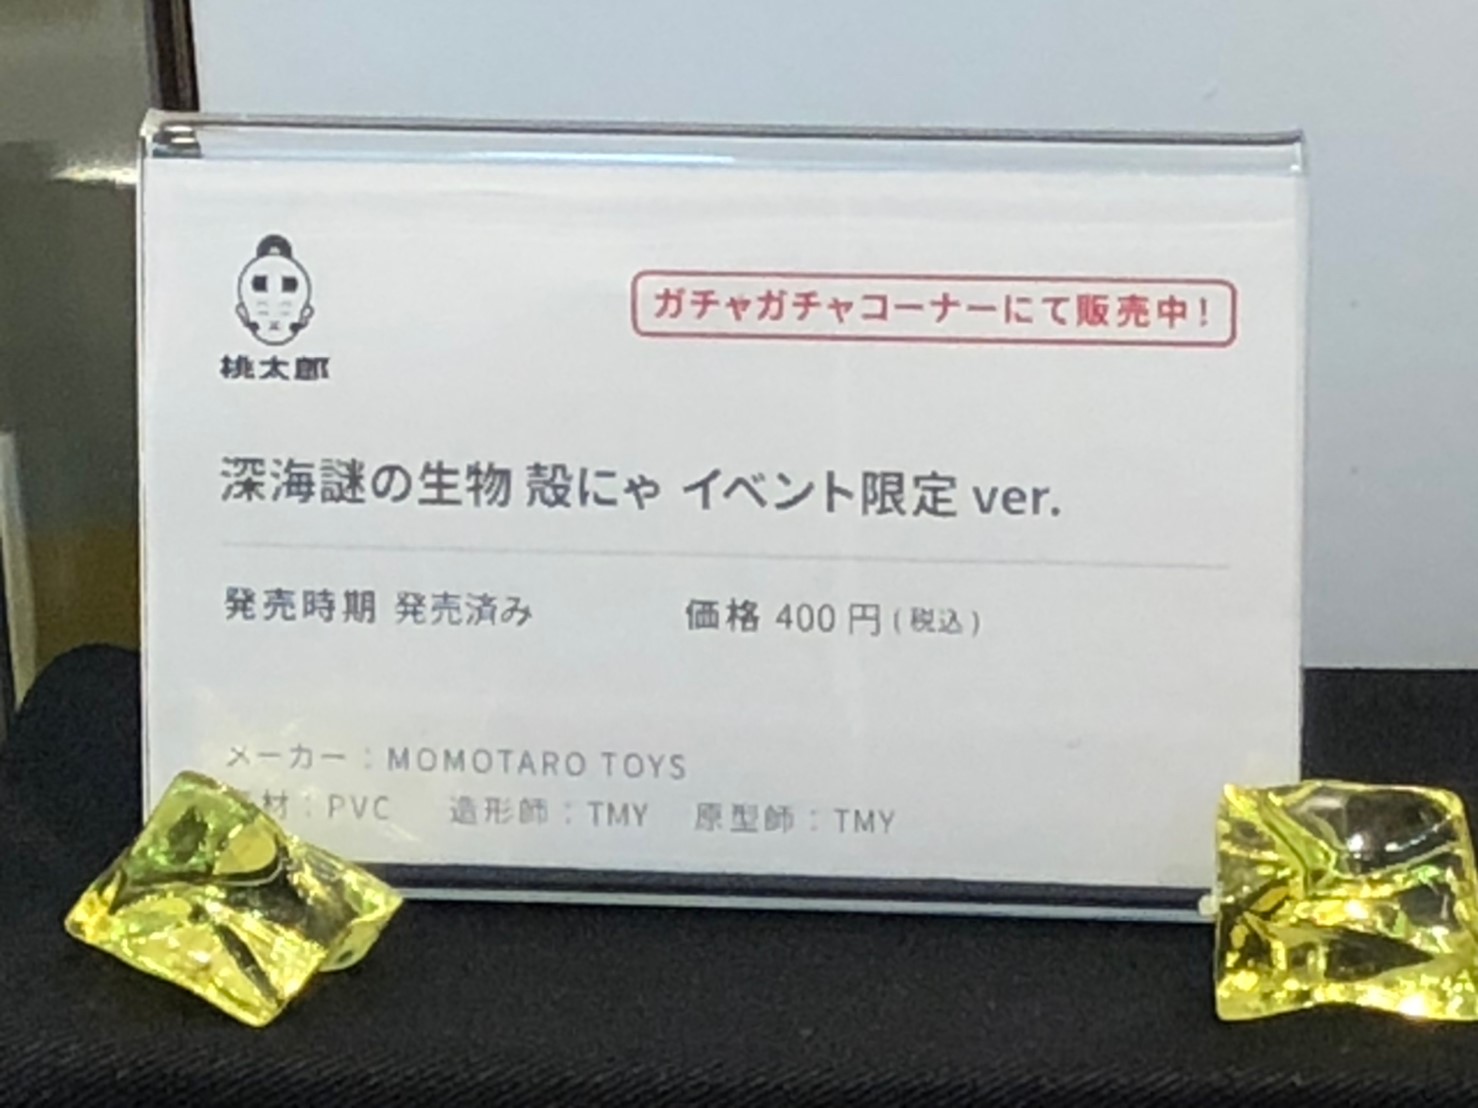 桃太郎
ガチャガチャコーナーにて販売中！
深海謎の生物 殻にゃ イベント限定 ver.
発売時期 発売済み 価格 400 円 (税込)
メーカー：MOMOTARO TOYS
材：PVC 造形師：TMY 原型師：TMY